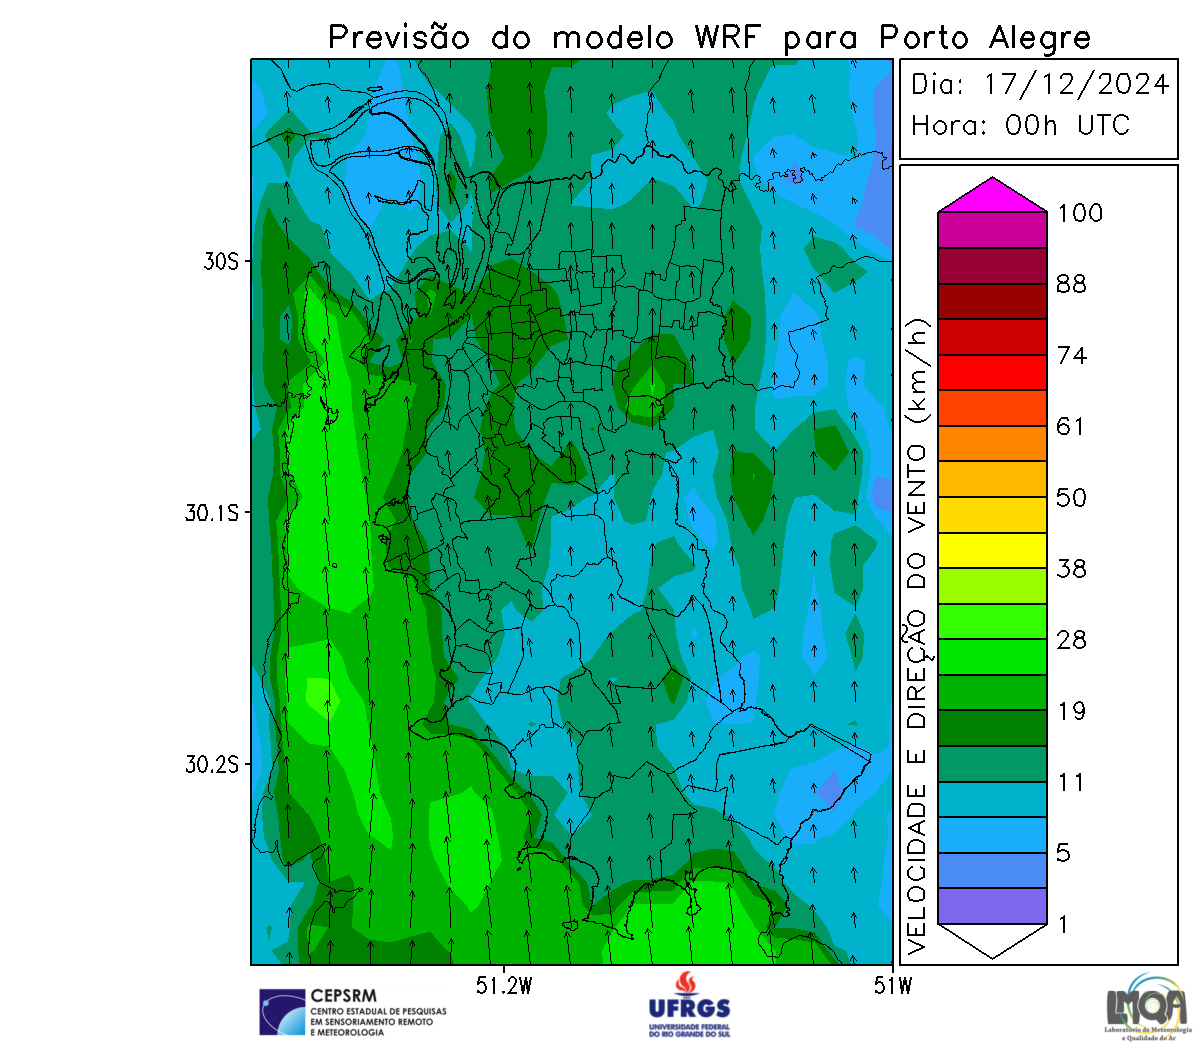 Previsão do modelo WRF para Porto Alegre
Dia: 17/12/2024
Hora: 00h UTC
30S
30.1S
30.2S
51.2W
51W
VELOCIDADE E DIREÇÃO DO VENTO (km/h)
100
88
74
61
50
38
28
19
11
5
1
CEPSRM
CENTRO ESTADUAL DE PESQUISAS
EM SENSORIAMENTO REMOTO
E METEOROLOGIA
UFRGS
UNIVERSIDADE FEDERAL
DO RIO GRANDE DO SUL
LMQA
Laboratório de Meteorologia
e Qualidade do Ar